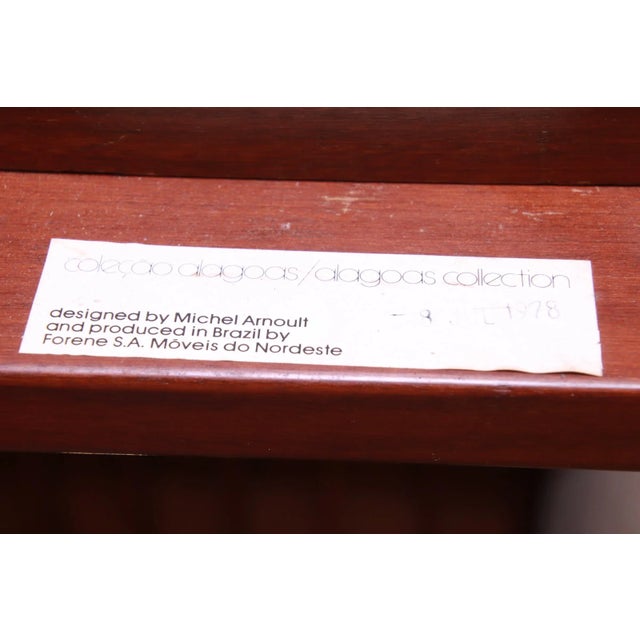 coleção alagoas/alagoas collection
designed by Michel Arnoult
and produced in Brazil by
Forene S.A. Móveis do Nordeste
1978